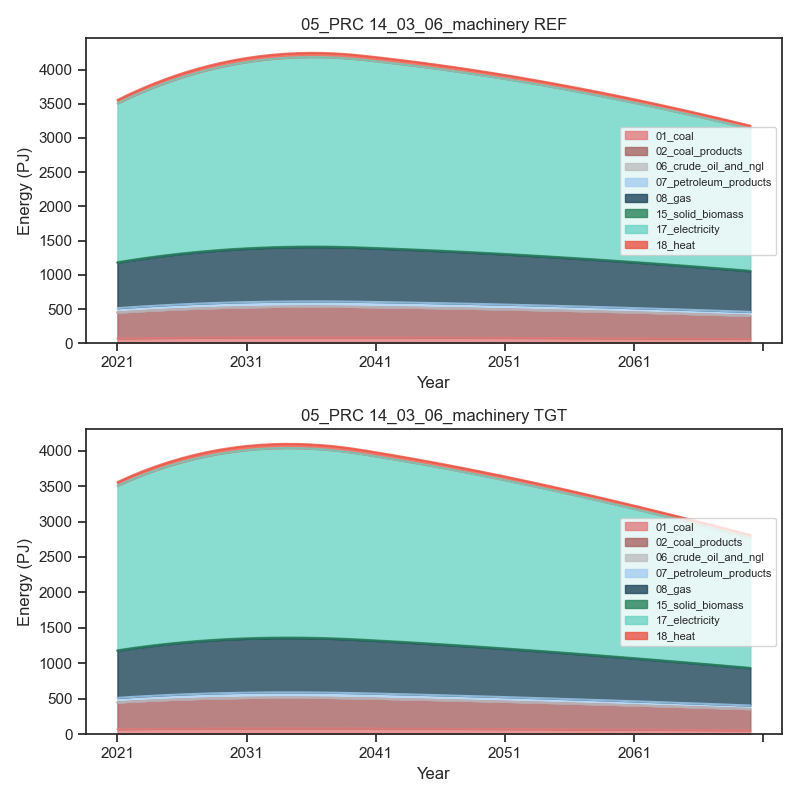 05_PRC 14_03_06_machinery REF
Energy (PJ)
4000
3500
3000
2500
2000
1500
1000
500
0
01_coal
02_coal_products
06_crude_oil_and_ngl
07_petroleum_products
08_gas
15_solid_biomass
17_electricity
18_heat
2021 2031 2041 2051 2061
Year
05_PRC 14_03_06_machinery TGT
Energy (PJ)
4000
3500
3000
2500
2000
1500
1000
500
0
01_coal
02_coal_products
06_crude_oil_and_ngl
07_petroleum_products
08_gas
15_solid_biomass
17_electricity
18_heat
2021 2031 2041 2051 2061
Year